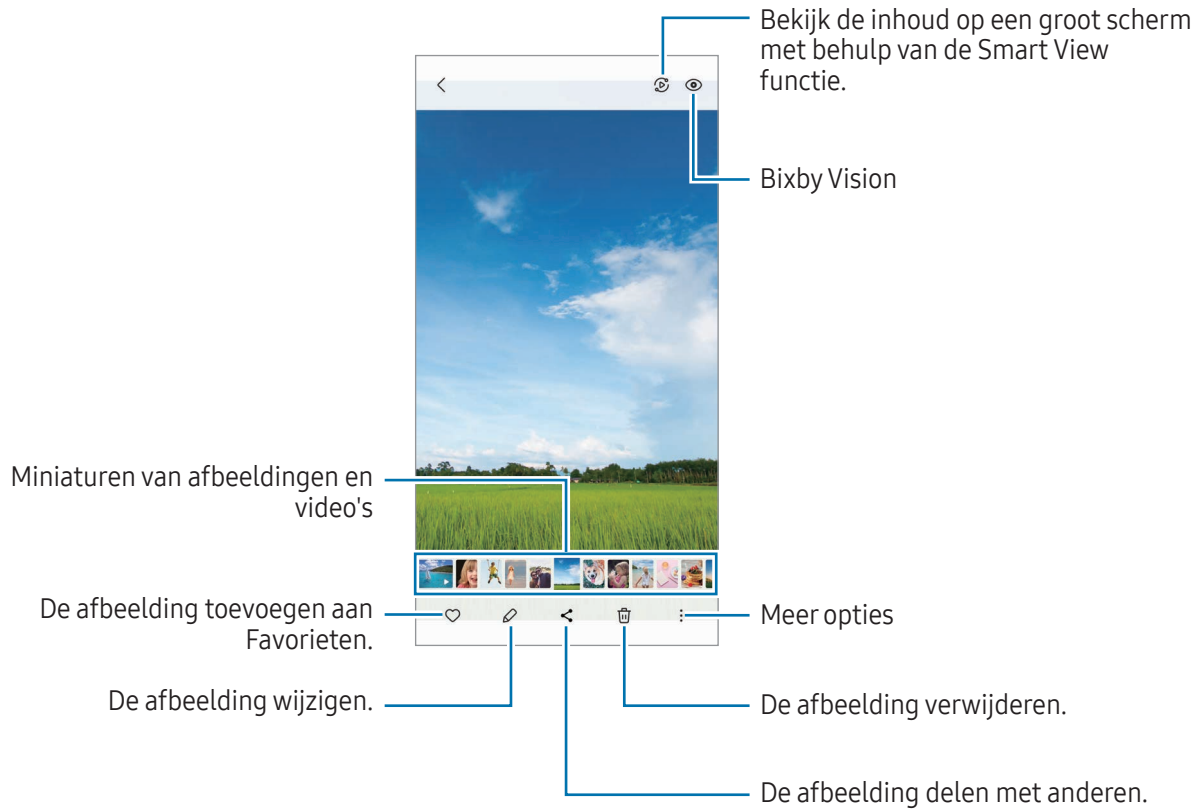 Bekijk de inhoud op een groot scherm
met behulp van de Smart View
functie.
Bixby Vision
Miniaturen van afbeeldingen en
video's
De afbeelding toevoegen aan
Favorieten.
Meer opties
De afbeelding wijzigen.
De afbeelding verwijderen.
De afbeelding delen met anderen.